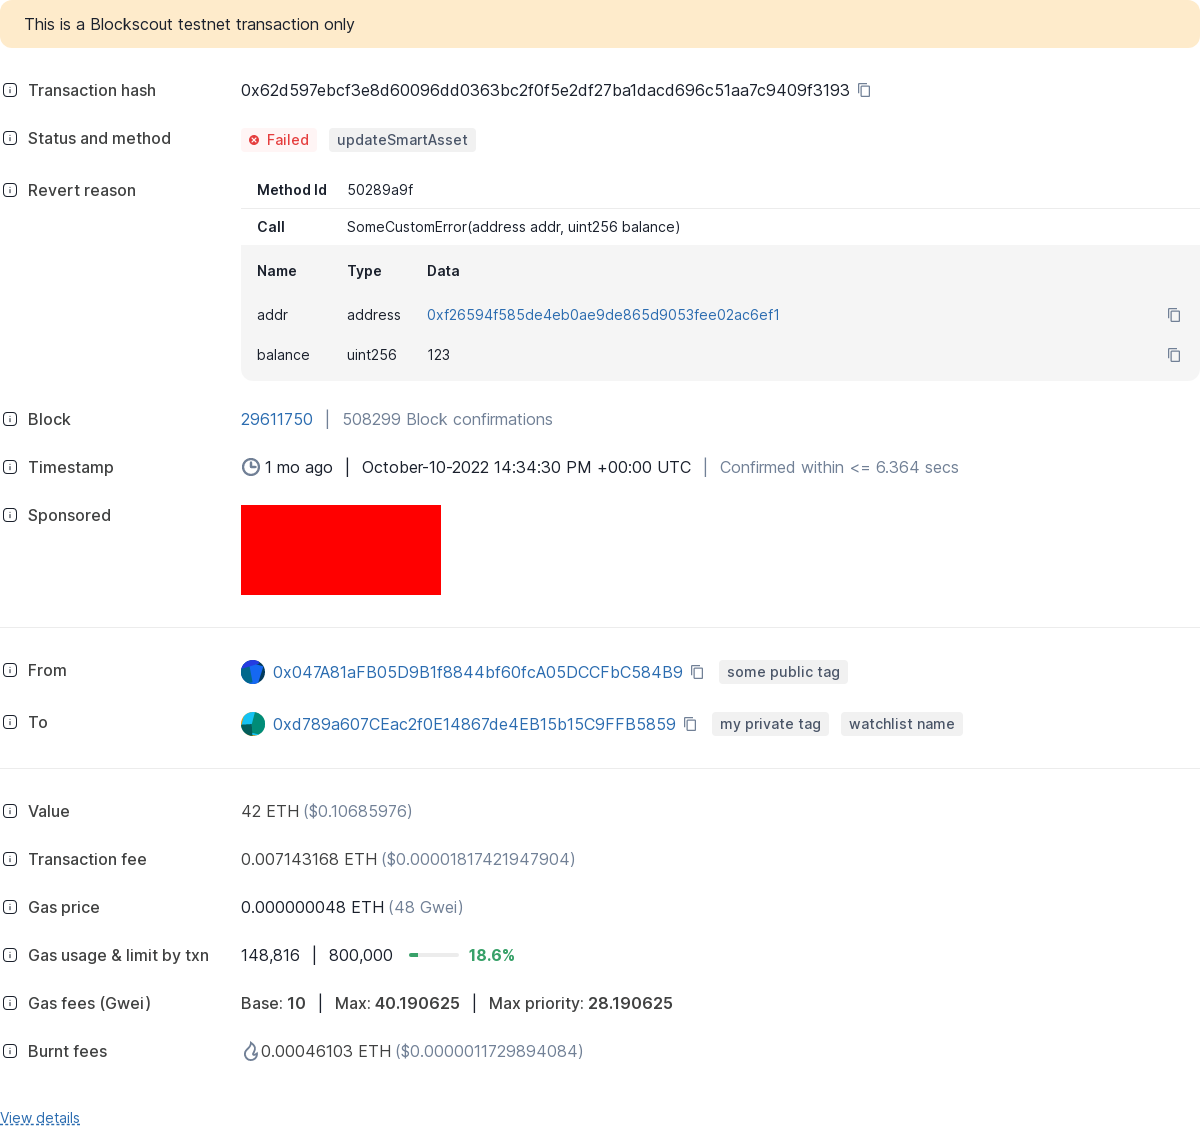 This is a Blockscout testnet transaction only
Transaction hash 0x62d597ebcf3e8d60096dd0363bc2f0f5e2df27ba1dacd696c51aa7c9409f3193
Status and method Failed updateSmartAsset
Revert reason Method Id 50289a9f
Call SomeCustomError(address addr, uint256 balance)
Name Type Data
addr address 0xf26594f585de4eb0ae9de865d9053fee02ac6ef1
balance uint256 123
Block 29611750 | 508299 Block confirmations
Timestamp 1 mo ago | October-10-2022 14:34:30 PM +00:00 UTC | Confirmed within <= 6.364 secs
Sponsored
From 0x047A81aFB05D9B1f8844bf60fcA05DCCFbC584B9 some public tag
To 0xd789a607CEac2f0E14867de4EB15b15C9FFB5859 my private tag watchlist name
Value 42 ETH ($0.10685976)
Transaction fee 0.007143168 ETH ($0.00001817421947904)
Gas price 0.000000048 ETH (48 Gwei)
Gas usage & limit by txn 148,816 | 800,000 18.6%
Gas fees (Gwei) Base: 10 | Max: 40.190625 | Max priority: 28.190625
Burnt fees 0.00046103 ETH ($0.0000011729894084)
View details